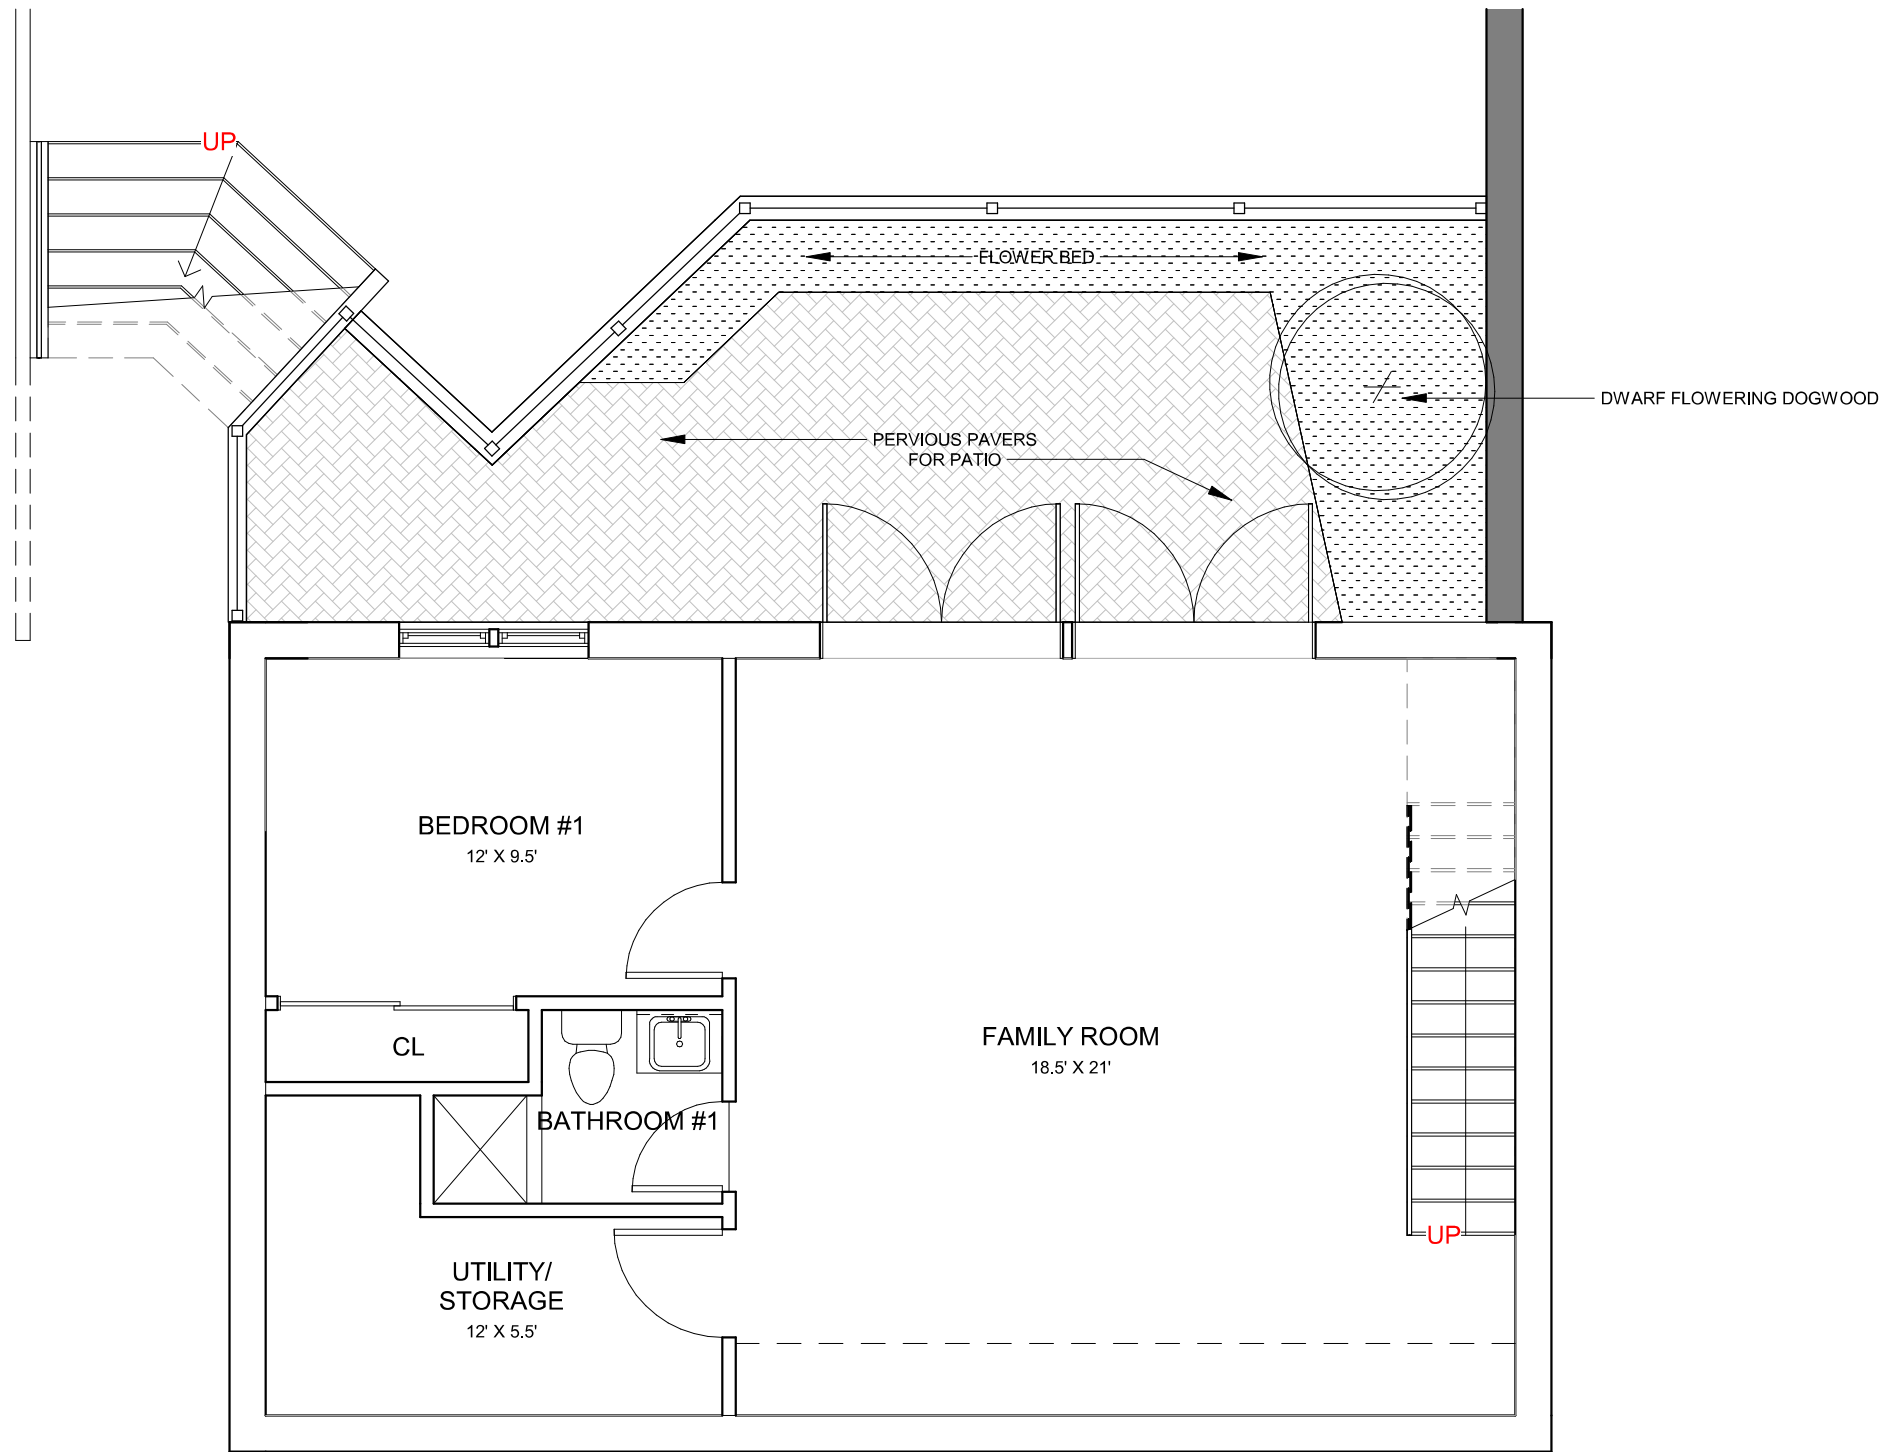 UP
FLOWER BED
DWARF FLOWERING DOGWOOD
PERVIOUS PAVERS
FOR PATIO
BEDROOM #1
12' X 9.5'
CL
FAMILY ROOM
18.5' X 21'
BATHROOM #1
UP
UTILITY/
STORAGE
12' X 5.5'